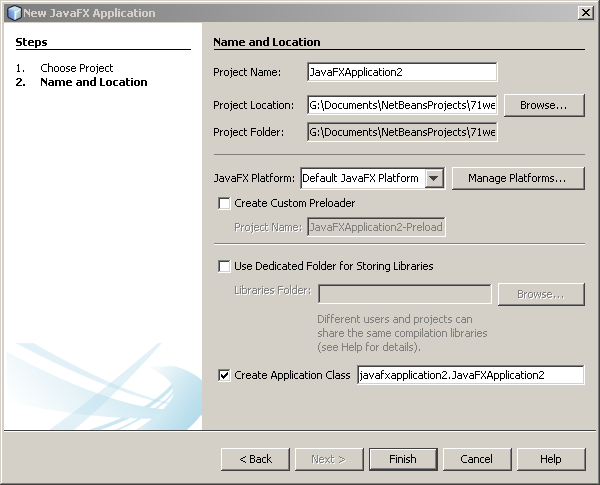 New JavaFX Application
Steps
1. Choose Project
2. Name and Location
Name and Location
Project Name: JavaFXApplication2
Project Location: G:\Documents\NetBeansProjects\71we Browse...
Project Folder: G:\Documents\NetBeansProjects\71we
JavaFX Platform: Default JavaFX Platform Manage Platforms...
Create Custom Preloader
Project Name: JavaFXApplication2-Preload
Use Dedicated Folder for Storing Libraries
Libraries Folder: Browse...
Different users and projects can
share the same compilation libraries
(see Help for details).
Create Application Class javafxapplication2.JavaFXApplication2
< Back Next > Finish Cancel Help